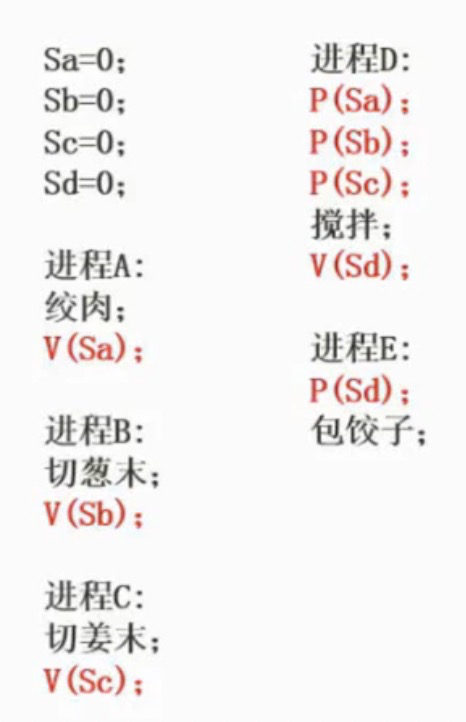 Sa=0;
Sb=0;
Sc=0;
Sd=0;
进程A:
绞肉;
V(Sa);
进程B:
切葱末;
V(Sb);
进程C:
切姜末;
V(Sc);
进程D:
P(Sa);
P(Sb);
P(Sc);
搅拌;
V(Sd);
进程E:
P(Sd);
包饺子;